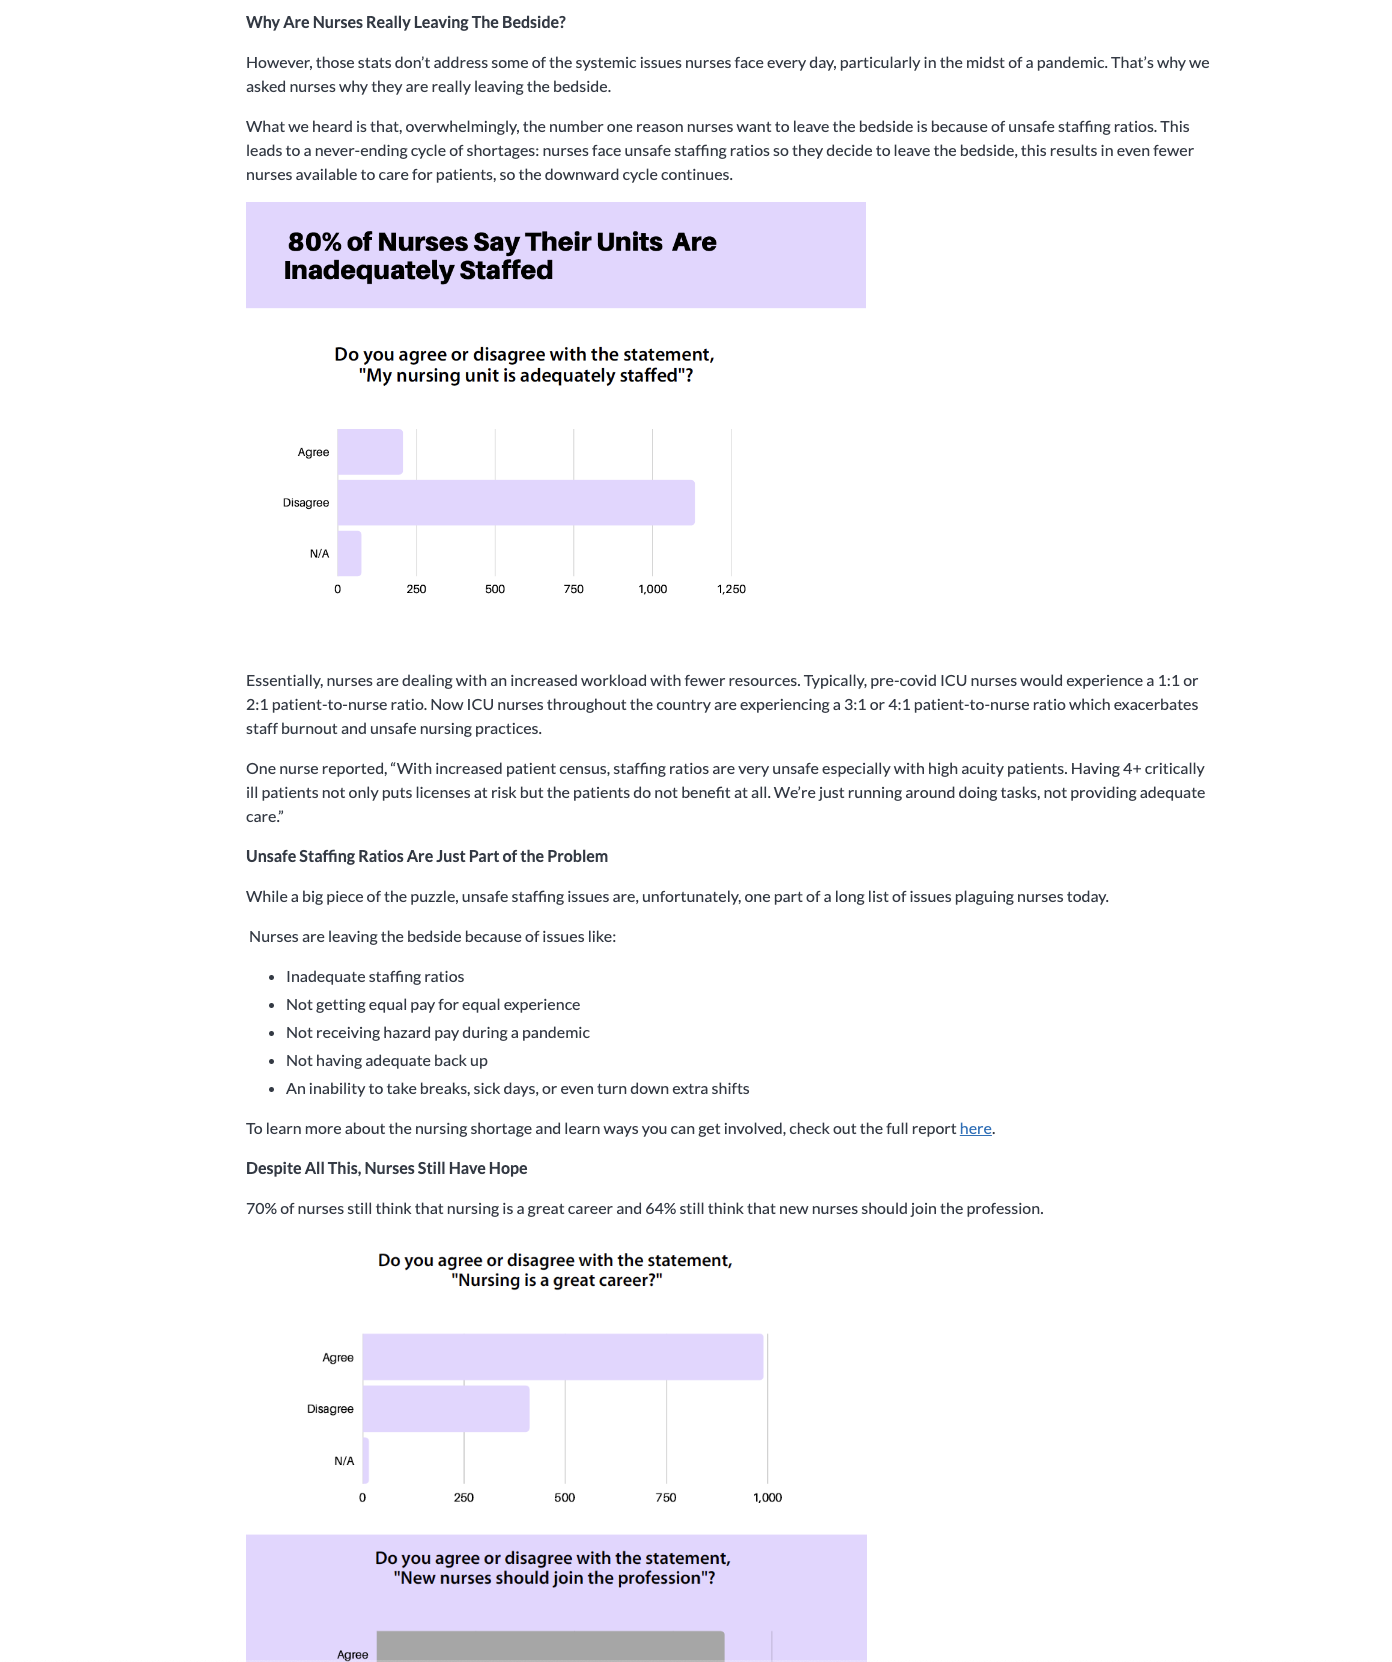 Why Are Nurses Really Leaving The Bedside?
However, those stats don’t address some of the systemic issues nurses face every day, particularly in the midst of a pandemic. That’s why we
asked nurses why they are really leaving the bedside.
What we heard is that, overwhelmingly, the number one reason nurses want to leave the bedside is because of unsafe staffing ratios. This
leads to a never-ending cycle of shortages: nurses face unsafe staffing ratios so they decide to leave the bedside, this results in even fewer
nurses available to care for patients, so the downward cycle continues.
80% of Nurses Say Their Units Are
Inadequately Staffed
Do you agree or disagree with the statement,
"My nursing unit is adequately staffed"?
Agree
Disagree
N/A
0 250 500 750 1,000 1,250
Essentially, nurses are dealing with an increased workload with fewer resources. Typically, pre-covid ICU nurses would experience a 1:1 or
2:1 patient-to-nurse ratio. Now ICU nurses throughout the country are experiencing a 3:1 or 4:1 patient-to-nurse ratio which exacerbates
staff burnout and unsafe nursing practices.
One nurse reported, “With increased patient census, staffing ratios are very unsafe especially with high acuity patients. Having 4+ critically
ill patients not only puts licenses at risk but the patients do not benefit at all. We’re just running around doing tasks, not providing adequate
care.”
Unsafe Staffing Ratios Are Just Part of the Problem
While a big piece of the puzzle, unsafe staffing issues are, unfortunately, one part of a long list of issues plaguing nurses today.
Nurses are leaving the bedside because of issues like:
• Inadequate staffing ratios
• Not getting equal pay for equal experience
• Not receiving hazard pay during a pandemic
• Not having adequate back up
• An inability to take breaks, sick days, or even turn down extra shifts
To learn more about the nursing shortage and learn ways you can get involved, check out the full report here.
Despite All This, Nurses Still Have Hope
70% of nurses still think that nursing is a great career and 64% still think that new nurses should join the profession.
Do you agree or disagree with the statement,
"Nursing is a great career?"
Agree
Disagree
N/A
0 250 500 750 1,000
Do you agree or disagree with the statement,
"New nurses should join the profession"?
Agree